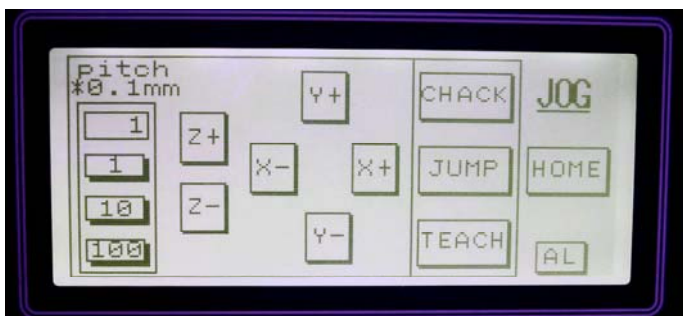 pitch
*0.1mm
1
1
10
100
Z+
Z-
Y+
X-
X+
Y-
CHACK
JUMP
TEACH
JOG
HOME
AL